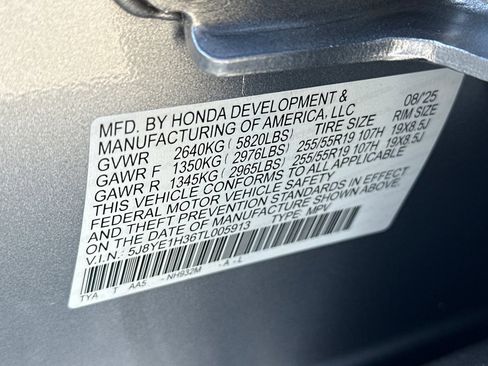 MFD. BY HONDA DEVELOPMENT & 08/25
MANUFACTURING OF AMERICA, LLC
TIRE SIZE RIM SIZE
GVWR 2640KG ( 5820LBS)
GAWR F 1350KG ( 2976LBS) 255/55R19 107H 19X8.5J
GAWR R 1345KG ( 2965LBS) 255/55R19 107H 19X8.5J
THIS VEHICLE CONFORMS TO ALL APPLICABLE
FEDERAL MOTOR VEHICLE SAFETY
AND THEFT PREVENTION STANDARDS IN EFFECT
ON THE DATE OF MANUFACTURE SHOWN ABOVE.
V.I.N.: 5J8YE1H36TL005913 TYPE: MPV
TYA T AA5 -NH932M -A -L